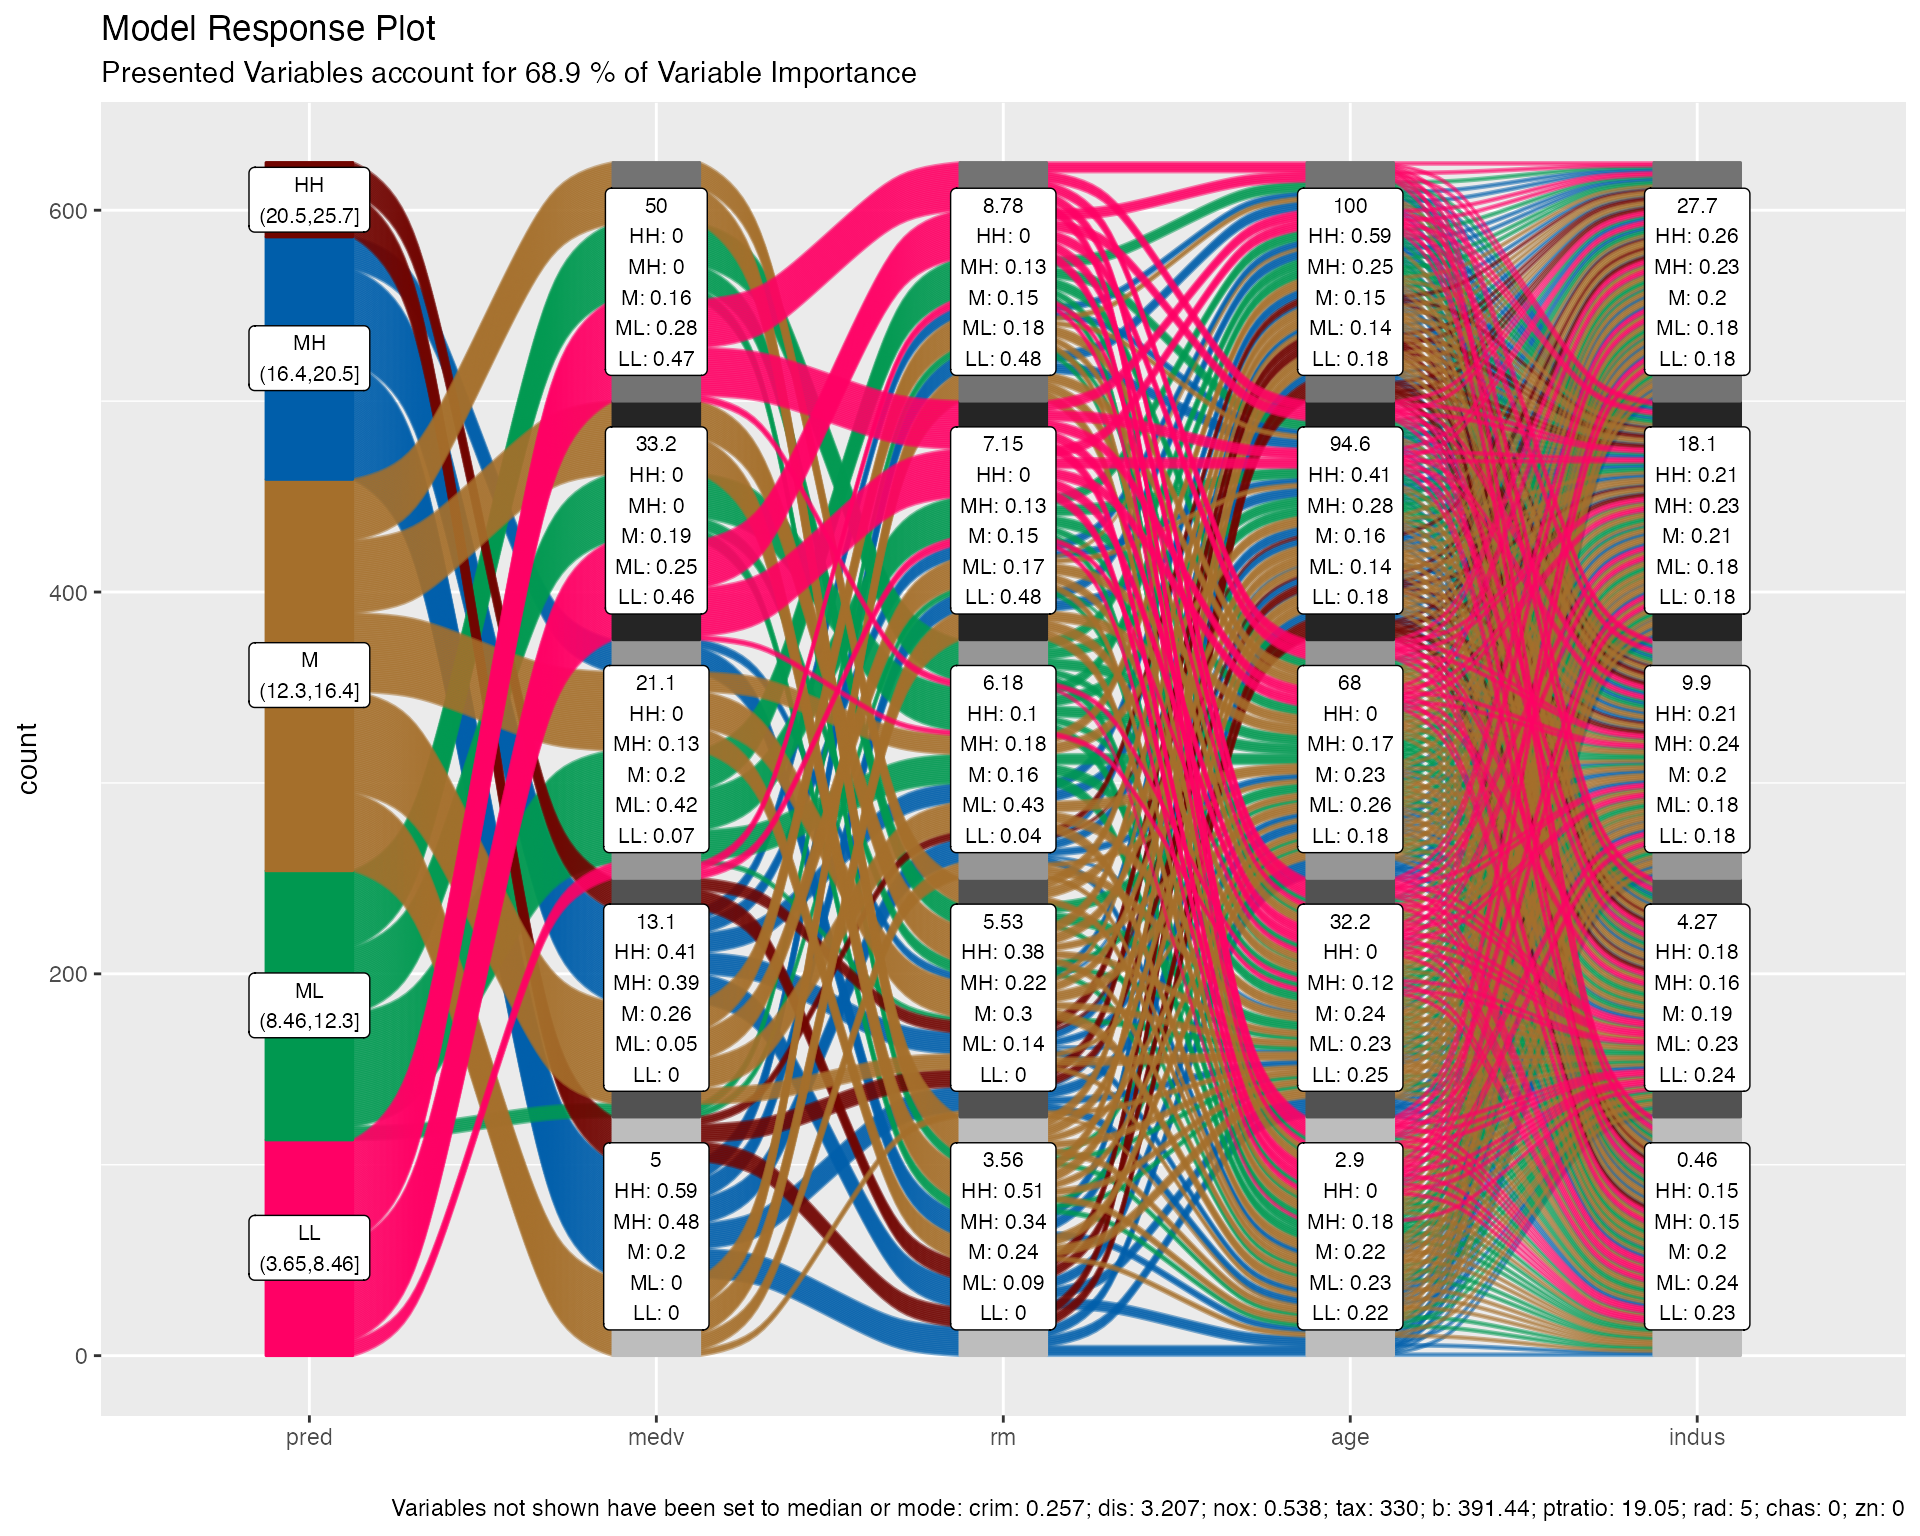 Model Response Plot
Presented Variables account for 68.9 % of Variable Importance
count
600
400
200
0
HH
(20.5,25.7]
MH
(16.4,20.5]
M
(12.3,16.4]
ML
(8.46,12.3]
LL
(3.65,8.46]
50
HH: 0
MH: 0
M: 0.16
ML: 0.28
LL: 0.47
33.2
HH: 0
MH: 0
M: 0.19
ML: 0.25
LL: 0.46
21.1
HH: 0
MH: 0.13
M: 0.2
ML: 0.42
LL: 0.07
13.1
HH: 0.41
MH: 0.39
M: 0.26
ML: 0.05
LL: 0
5
HH: 0.59
MH: 0.48
M: 0.2
ML: 0
LL: 0
8.78
HH: 0
MH: 0.13
M: 0.15
ML: 0.18
LL: 0.48
7.15
HH: 0
MH: 0.13
M: 0.15
ML: 0.17
LL: 0.48
6.18
HH: 0.1
MH: 0.18
M: 0.16
ML: 0.43
LL: 0.04
5.53
HH: 0.38
MH: 0.22
M: 0.3
ML: 0.14
LL: 0
3.56
HH: 0.51
MH: 0.34
M: 0.24
ML: 0.09
LL: 0
100
HH: 0.59
MH: 0.25
M: 0.15
ML: 0.14
LL: 0.18
94.6
HH: 0.41
MH: 0.28
M: 0.16
ML: 0.14
LL: 0.18
68
HH: 0
MH: 0.17
M: 0.23
ML: 0.26
LL: 0.18
32.2
HH: 0
MH: 0.12
M: 0.24
ML: 0.23
LL: 0.25
2.9
HH: 0
MH: 0.18
M: 0.22
ML: 0.23
LL: 0.22
27.7
HH: 0.26
MH: 0.23
M: 0.2
ML: 0.18
LL: 0.18
18.1
HH: 0.21
MH: 0.23
M: 0.21
ML: 0.18
LL: 0.18
9.9
HH: 0.21
MH: 0.24
M: 0.2
ML: 0.18
LL: 0.18
4.27
HH: 0.18
MH: 0.16
M: 0.19
ML: 0.23
LL: 0.24
0.46
HH: 0.15
MH: 0.15
M: 0.2
ML: 0.24
LL: 0.23
pred medv rm age indus
Variables not shown have been set to median or mode: crim: 0.257; dis: 3.207; nox: 0.538; tax: 330; b: 391.44; ptratio: 19.05; rad: 5; chas: 0; zn: 0